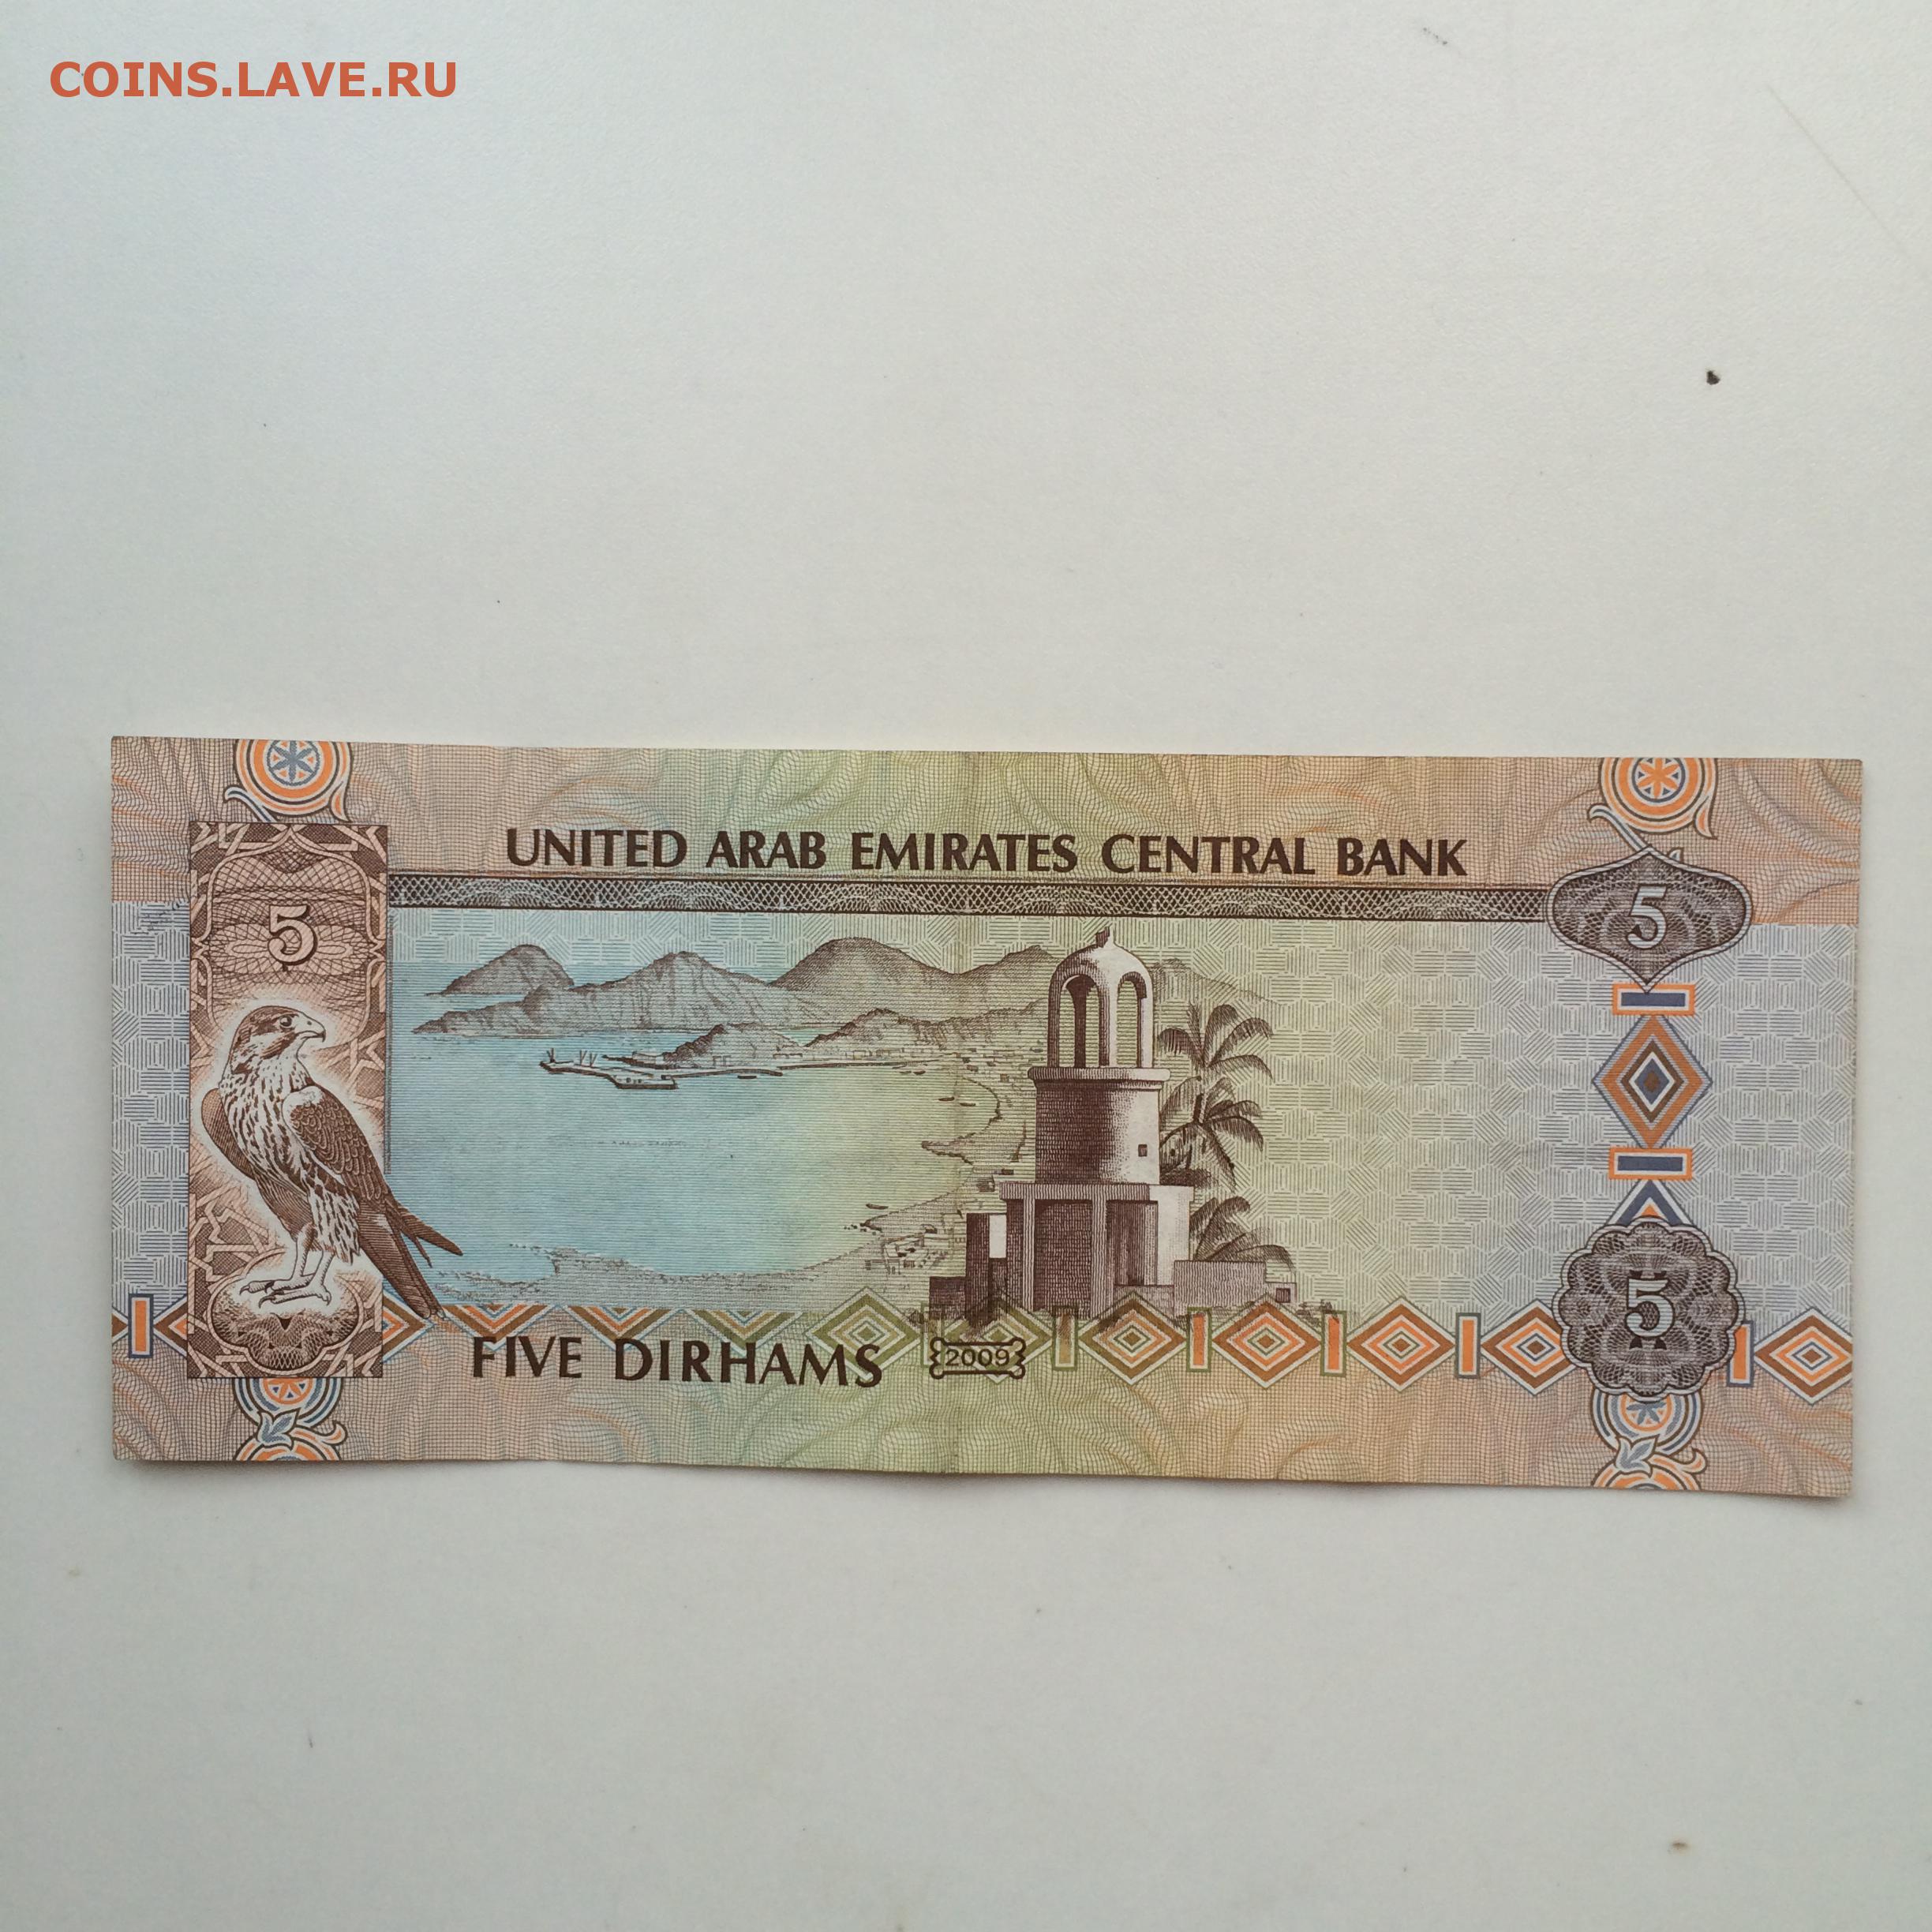 COINS.LAVE.RU
UNITED ARAB EMIRATES CENTRAL BANK
5
5
5
FIVE DIRHAMS 2009